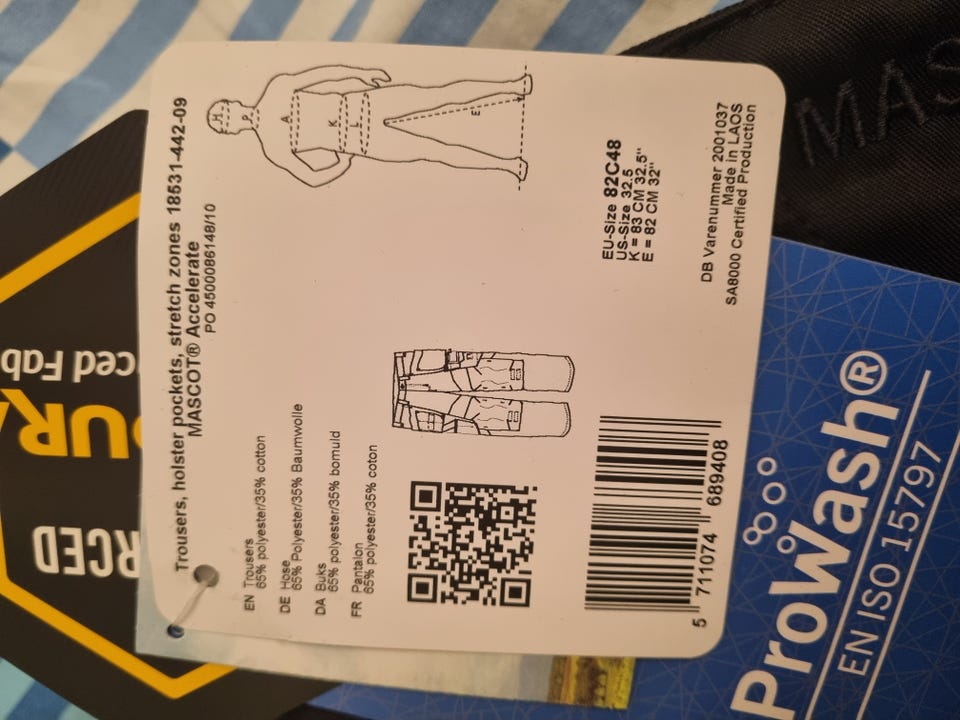 Trousers, holster pockets, stretch zones 18531-442-09
MASCOT® Accelerate
PO 4500086148/10
EN Trousers
65% polyester/35% cotton
DE Hose
65% Polyester/35% Baumwolle
DA Buks
65% polyester/35% bomuld
FR Pantalon
65% polyester/35% coton
H
P
A
K
L
E
EU-Size 82C48
US-Size 32.5
K = 83 CM 32.5"
E = 82 CM 32"
DB Varenummer 2001037
Made in LAOS
SA8000 Certified Production
5 711074 689408
ProWash®
EN ISO 15797
MAS
RCED
DURA
ced Fab